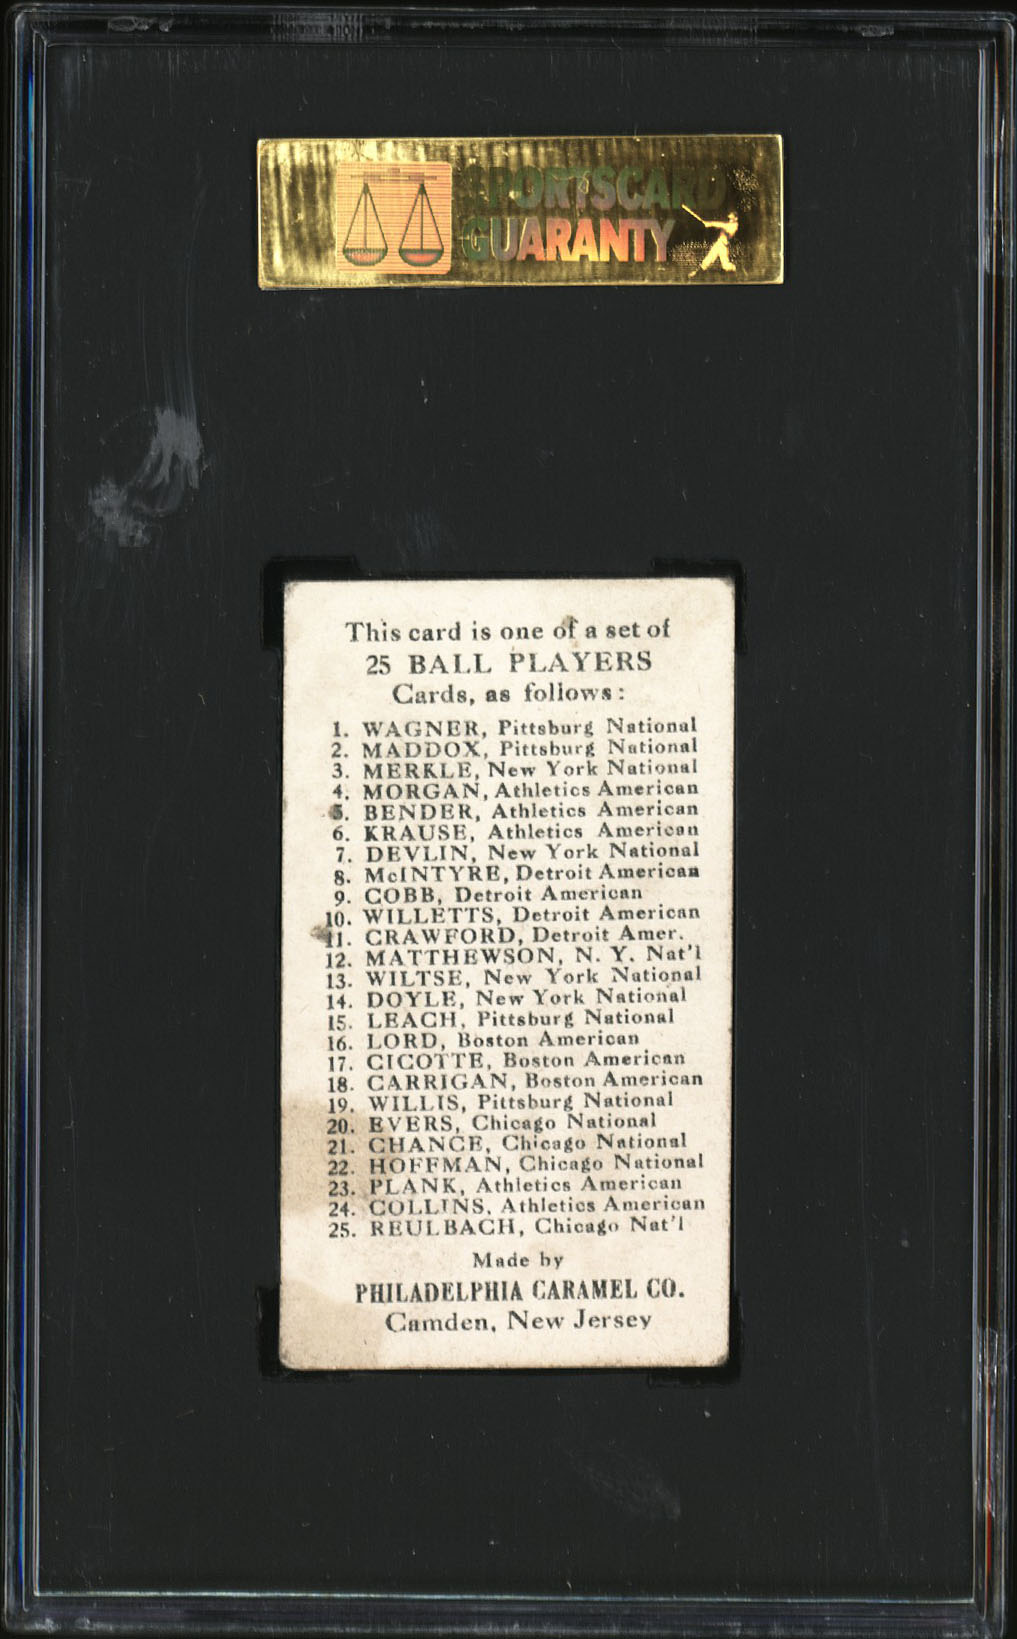 SPORTSCARD
GUARANTY
This card is one of a set of
25 BALL PLAYERS
Cards, as follows:
1. WAGNER, Pittsburg National
2. MADDOX, Pittsburg National
3. MERKLE, New York National
4. MORGAN, Athletics American
5. BENDER, Athletics American
6. KRAUSE, Athletics American
7. DEVLIN, New York National
8. McINTYRE, Detroit American
9. COBB, Detroit American
10. WILLETTS, Detroit American
11. CRAWFORD, Detroit Amer.
12. MATTHEWSON, N. Y. Nat'l
13. WILTSE, New York National
14. DOYLE, New York National
15. LEACH, Pittsburg National
16. LORD, Boston American
17. CICOTTE, Boston American
18. CARRIGAN, Boston American
19. WILLIS, Pittsburg National
20. EVERS, Chicago National
21. CHANCE, Chicago National
22. HOFFMAN, Chicago National
23. PLANK, Athletics American
24. COLLINS, Athletics American
25. REULBACH, Chicago Nat'l
Made by
PHILADELPHIA CARAMEL CO.
Camden, New Jersey